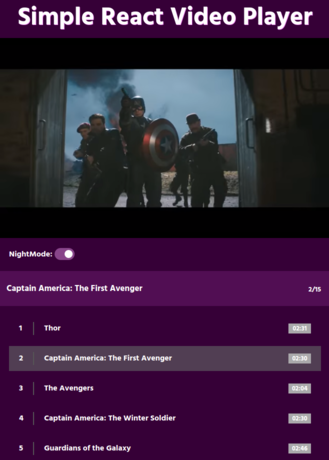 Simple React Video Player
NightMode:
Captain America: The First Avenger 2/15
1 Thor 02:31
2 Captain America: The First Avenger 02:30
3 The Avengers 02:04
4 Captain America: The Winter Soldier 02:30
5 Guardians of the Galaxy 02:46